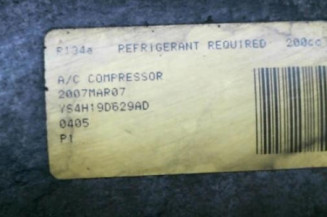 R134a REFRIGERANT REQUIRED 200cc
A/C COMPRESSOR
2007MAR07
YS4H19D629AD
0405
P1